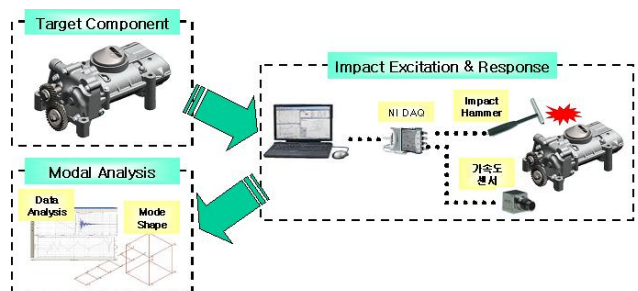 Target Component
Impact Excitation & Response
NI DAQ
Impact
Hammer
가속도
센서
Modal Analysis
Data
Analysis
Mode
Shape